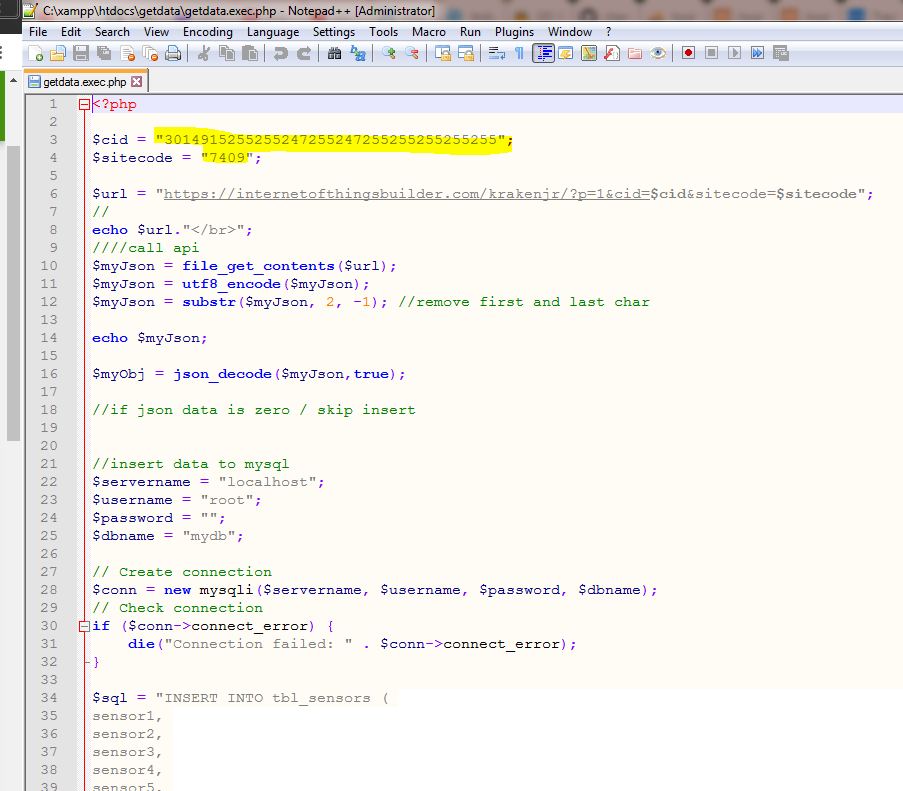 C:\xampp\htdocs\getdata\getdata.exec.php - Notepad++ [Administrator]
File Edit Search View Encoding Language Settings Tools Macro Run Plugins Window ?
getdata.exec.php
1 <?php
2
3 $cid = "3014915255255247255247255255255255255";
4 $sitecode = "7409";
5
6 $url = "https://internetofthingsbuilder.com/krakenjr/?p=1&cid=$cid&sitecode=$sitecode";
7 //
8 echo $url."</br>";
9 ////call api
10 $myJson = file_get_contents($url);
11 $myJson = utf8_encode($myJson);
12 $myJson = substr($myJson, 2, -1); //remove first and last char
13
14 echo $myJson;
15
16 $myObj = json_decode($myJson,true);
17
18 //if json data is zero / skip insert
19
20
21 //insert data to mysql
22 $servername = "localhost";
23 $username = "root";
24 $password = "";
25 $dbname = "mydb";
26
27 // Create connection
28 $conn = new mysqli($servername, $username, $password, $dbname);
29 // Check connection
30 if ($conn->connect_error) {
31 die("Connection failed: " . $conn->connect_error);
32 }
33
34 $sql = "INSERT INTO tbl_sensors (
35 sensor1,
36 sensor2,
37 sensor3,
38 sensor4,
39 sensor5,